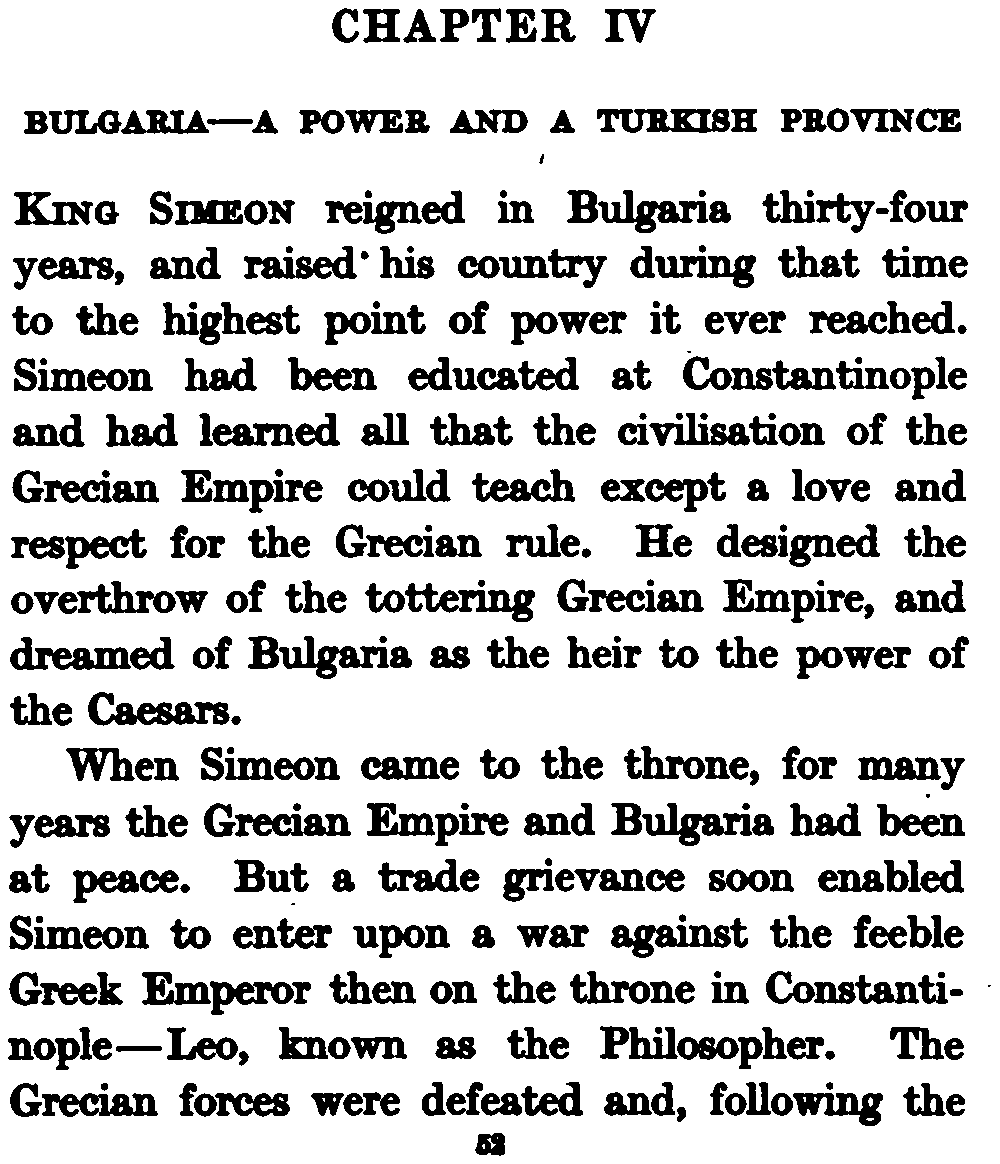 CHAPTER IV
BULGARIA—A POWER AND A TURKISH PROVINCE
KING SIMEON reigned in Bulgaria thirty-four
years, and raised his country during that time
to the highest point of power it ever reached.
Simeon had been educated at Constantinople
and had learned all that the civilisation of the
Grecian Empire could teach except a love and
respect for the Grecian rule. He designed the
overthrow of the tottering Grecian Empire, and
dreamed of Bulgaria as the heir to the power of
the Caesars.
When Simeon came to the throne, for many
years the Grecian Empire and Bulgaria had been
at peace. But a trade grievance soon enabled
Simeon to enter upon a war against the feeble
Greek Emperor then on the throne in Constanti-
nople—Leo, known as the Philosopher. The
Grecian forces were defeated and, following the
52